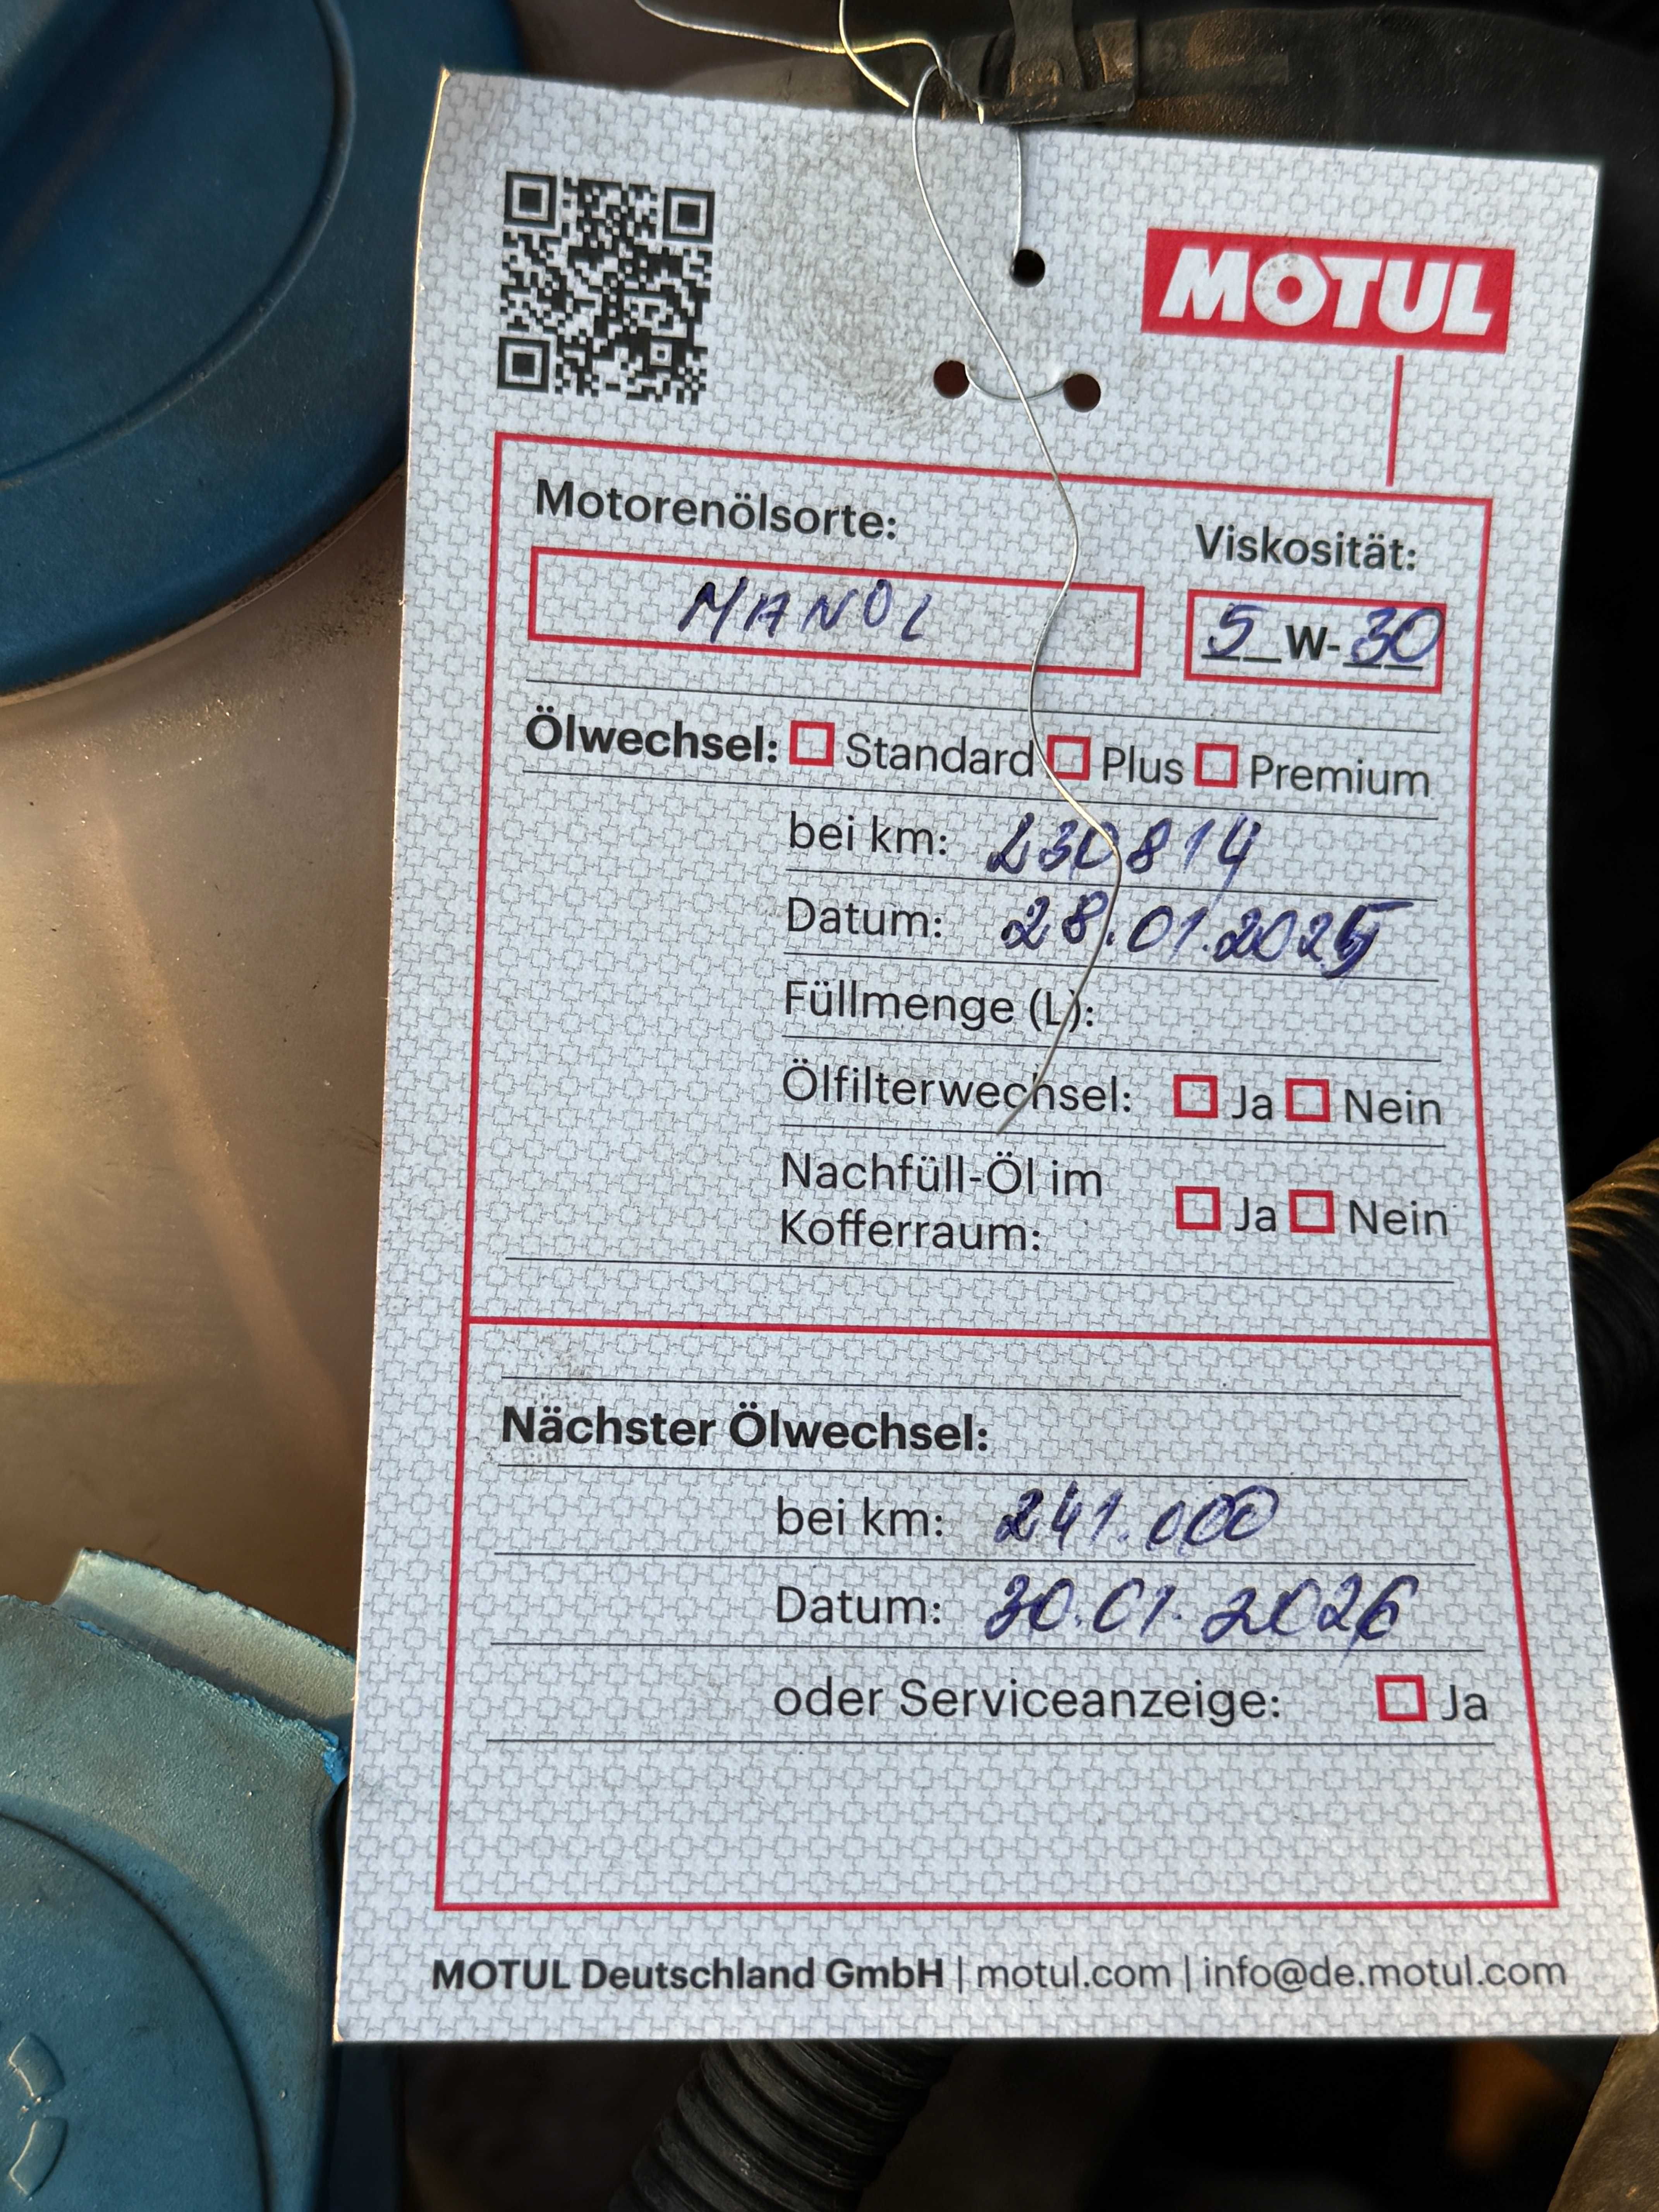 MOTUL
Motorenölsorte:
Viskosität:
MANOL
5 W-30
Ölwechsel: Standard Plus Premium
bei km: 230814
Datum: 28.01.2025
Füllmenge (L):
Ölfilterwechsel: Ja Nein
Nachfüll-Öl im
Kofferraum: Ja Nein
Nächster Ölwechsel:
bei km: 241.000
Datum: 30.01.2026
oder Serviceanzeige: Ja
MOTUL Deutschland GmbH | motul.com | info@de.motul.com